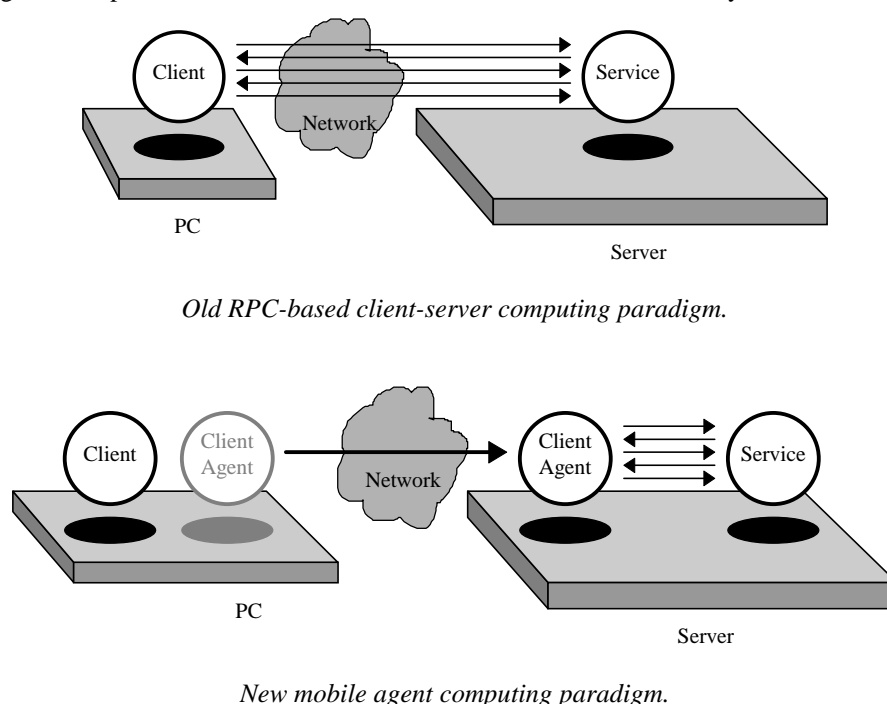 Client
Service
Network
PC
Server
Old RPC-based client-server computing paradigm.
Client
Client
Agent
Network
Client
Agent
Service
PC
Server
New mobile agent computing paradigm.